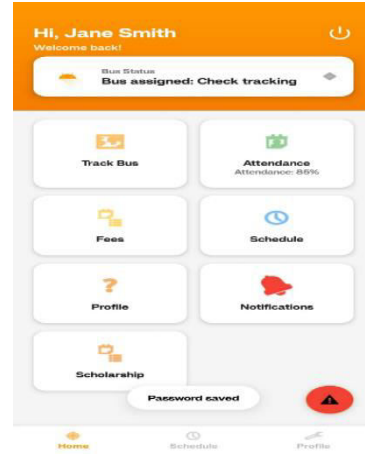 Hi, Jane Smith
Welcome back!
Bus Status
Bus assigned: Check tracking
Track Bus
Attendance
Attendance: 85%
Fees
Schedule
Profile
Notifications
Scholarship
Password saved
Home
Schedule
Profile